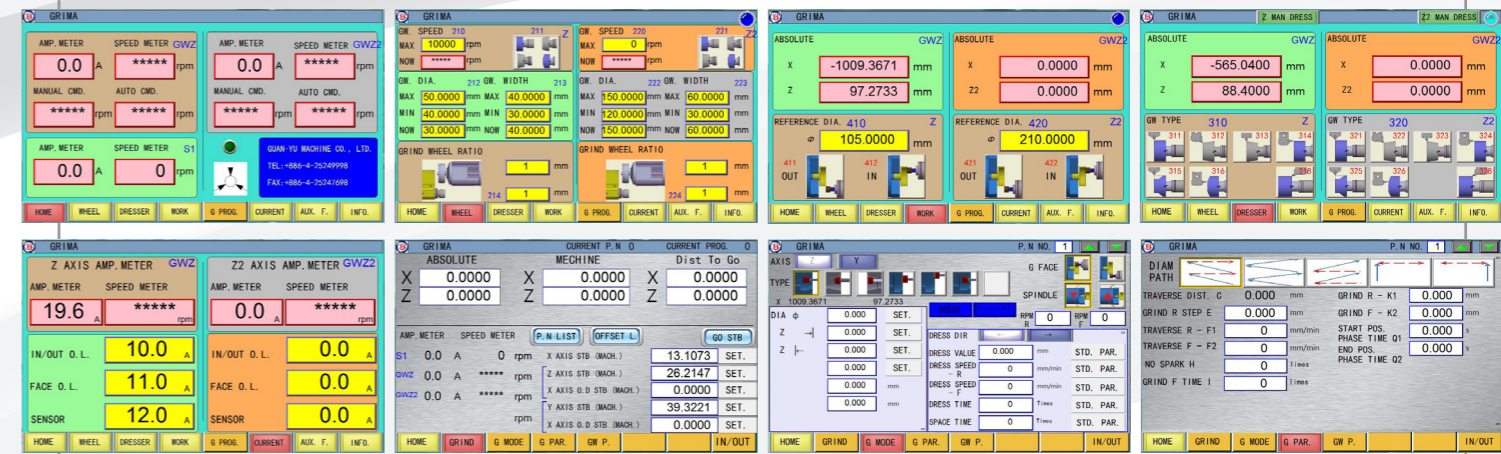 GRIMA
AMP. METER SPEED METER GWZ AMP. METER SPEED METER GWZ2
0.0 A ***** rpm 0.0 A ***** rpm
MANUAL CMD. AUTO CMD. MANUAL CMD. AUTO CMD.
***** rpm ***** rpm ***** rpm ***** rpm
AMP. METER SPEED METER S1
0.0 A 0 rpm
GUAN-YU MACHINE CO., LTD.
TEL:+886-4-25249998
FAX:+886-4-25247698
HOME WHEEL DRESSER WORK G PROG. CURRENT AUX. F. INFO.
GRIMA
GW. SPEED 210 211 Z GW. SPEED 220 221 Z2
MAX 10000 rpm MAX 0 rpm
NOW ***** rpm NOW ***** rpm
GW. DIA. 212 GW. WIDTH 213 GW. DIA. 222 GW. WIDTH 223
MAX 50.0000 mm MAX 40.0000 mm MAX 150.0000 mm MAX 60.0000 mm
MIN 40.0000 mm MIN 30.0000 mm MIN 120.0000 mm MIN 30.0000 mm
NOW 30.0000 mm NOW 40.0000 mm NOW 150.0000 mm NOW 60.0000 mm
GRIND WHEEL RATIO GRIND WHEEL RATIO
1 mm 1 mm
214 1 mm 224 1 mm
HOME WHEEL DRESSER WORK G PROG. CURRENT AUX. F. INFO.
GRIMA
ABSOLUTE GWZ ABSOLUTE GWZ
X -1009.3671 mm X 0.0000 mm
Z 97.2733 mm Z2 0.0000 mm
REFERENCE DIA. 410 Z REFERENCE DIA. 420 Z2
φ 105.0000 φ 210.0000
411 412 421 422
OUT IN OUT IN
HOME WHEEL DRESSER WORK G PROG. CURRENT AUX. F. INFO.
GRIMA Z MAN DRESS Z2 MAN DRESS
ABSOLUTE GWZ ABSOLUTE GWZ2
X -565.0400 mm X 0.0000 mm
Z 88.4000 mm Z2 0.0000 mm
GW TYPE 310 Z GW TYPE 320 Z2
311 312 313 314 321 322 323 324
315 316 318 325 326 328
HOME WHEEL DRESSER WORK G PROG. CURRENT AUX. F. INFO.
GRIMA
Z AXIS AMP. METER GWZ Z2 AXIS AMP. METER GWZ2
AMP. METER SPEED METER AMP. METER SPEED METER
19.6 A ***** rpm 0.0 A ***** rpm
IN/OUT O.L. 10.0 A IN/OUT O.L. 0.0 A
FACE O.L. 11.0 A FACE O.L. 0.0 A
SENSOR 12.0 A SENSOR 0.0 A
HOME WHEEL DRESSER WORK G PROG. CURRENT AUX. F. INFO.
GRIMA CURRENT P. N 0 CURRENT PROG. 0
ABSOLUTE MECHINE Dist To Go
X 0.0000 X 0.0000 X 0.0000
Z 0.0000 Z 0.0000 Z 0.0000
AMP. METER SPEED METER P.N LIST OFFSET L. GO STB
S1 0.0 A 0 rpm X AXIS STB (MACH.) 13.1073 SET.
GWZ 0.0 A ***** rpm Z AXIS STB (MACH.) 26.2147 SET.
X AXIS O.D STB (MACH.) 0.0000 SET.
GWZ2 0.0 A ***** rpm Y AXIS STB (MACH.) 39.3221 SET.
rpm X AXIS O.D STB (MACH.) 0.0000 SET.
HOME GRIND G MODE G PAR. GW P. IN/OUT
GRIMA P. N NO. 1
AXIS Z Y G FACE
TYPE SPINDLE
X 1009.3671 97.2733
RPM R 0 RPM F 0
DIA φ 0.000 SET.
Z 0.000 SET.
Z 0.000 SET.
0.000 SET.
0.000 mm
0.000 mm
DRESS DIR
DRESS VALUE 0.000 mm STD. PAR.
DRESS SPEED - R 0 mm/min STD. PAR.
DRESS SPEED - F 0 mm/min STD. PAR.
DRESS TIME 0 Times STD. PAR.
SPACE TIME 0 Times STD. PAR.
HOME GRIND G MODE G PAR. GW P. IN/OUT
GRIMA P. N NO. 1
DIAM
PATH
TRAVERSE DIST. C 0.000 mm GRIND R - K1 0.000 mm
GRIND R STEP E 0.000 mm GRIND F - K2 0.000 mm
TRAVERSE R - F1 0 mm/min START POS. PHASE TIME Q1 0.000 s
TRAVERSE F - F2 0 mm/min END POS. PHASE TIME Q2 0.000 s
NO SPARK H 0 Times
GRIND F TIME I 0 Times
HOME GRIND G MODE G PAR. GW P. IN/OUT